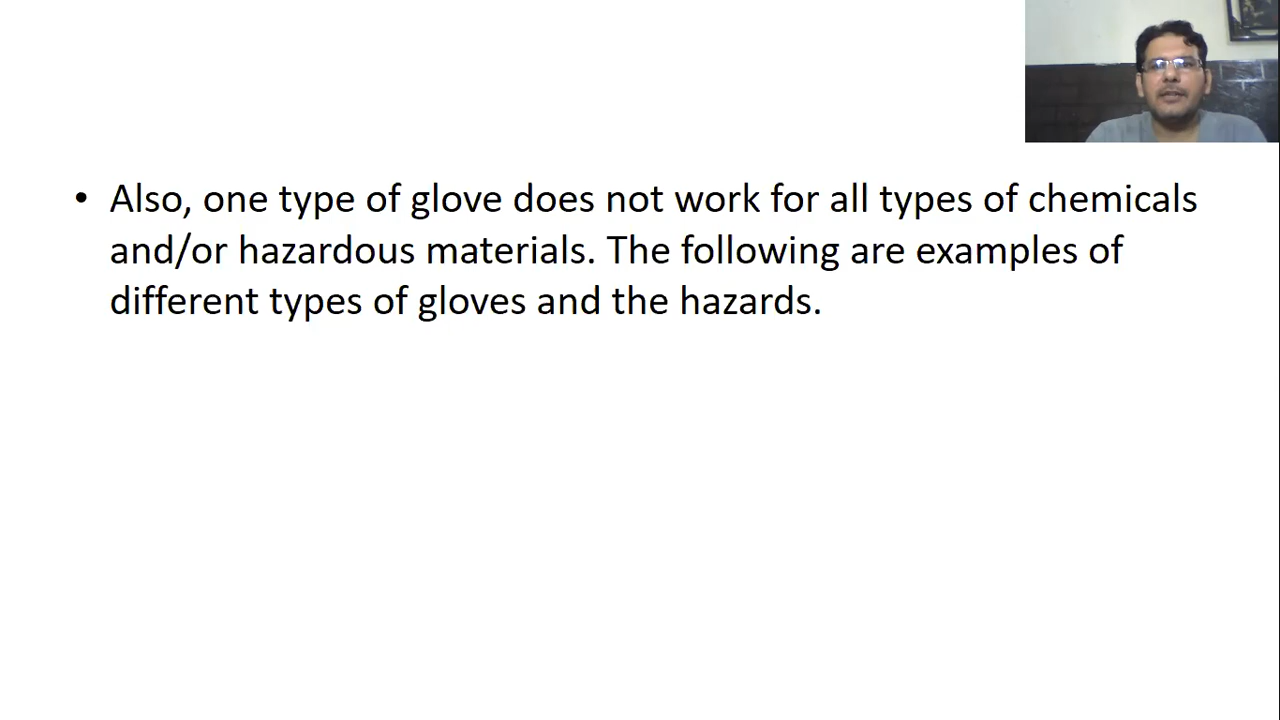 • Also, one type of glove does not work for all types of chemicals
and/or hazardous materials. The following are examples of
different types of gloves and the hazards.